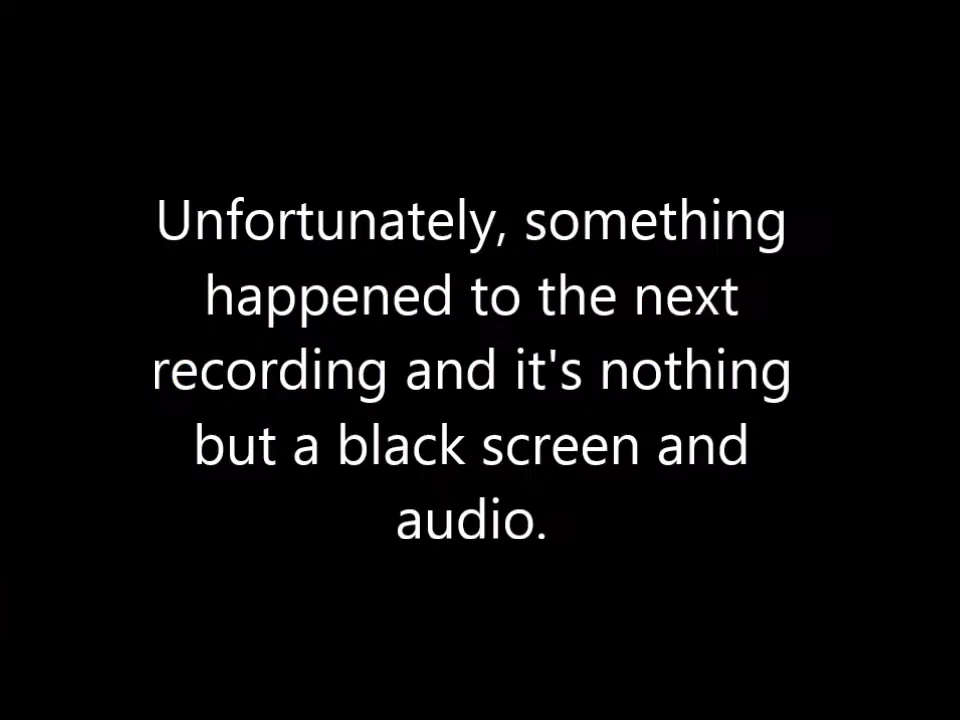 Unfortunately, something
happened to the next
recording and it's nothing
but a black screen and
audio.